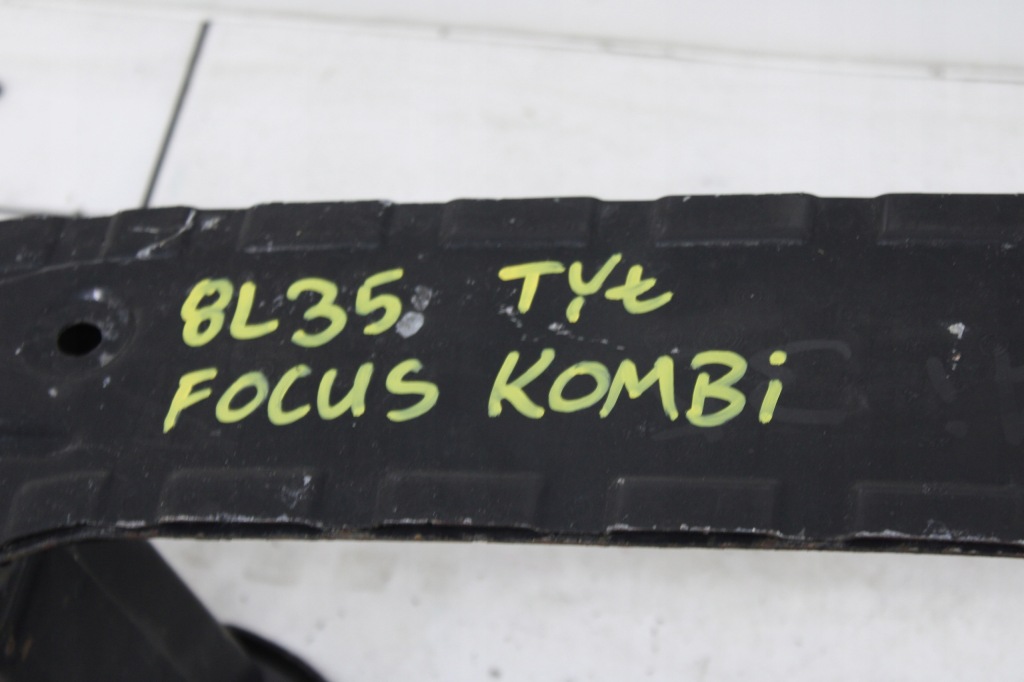 8L35 TYł
FOCUS KOMBi